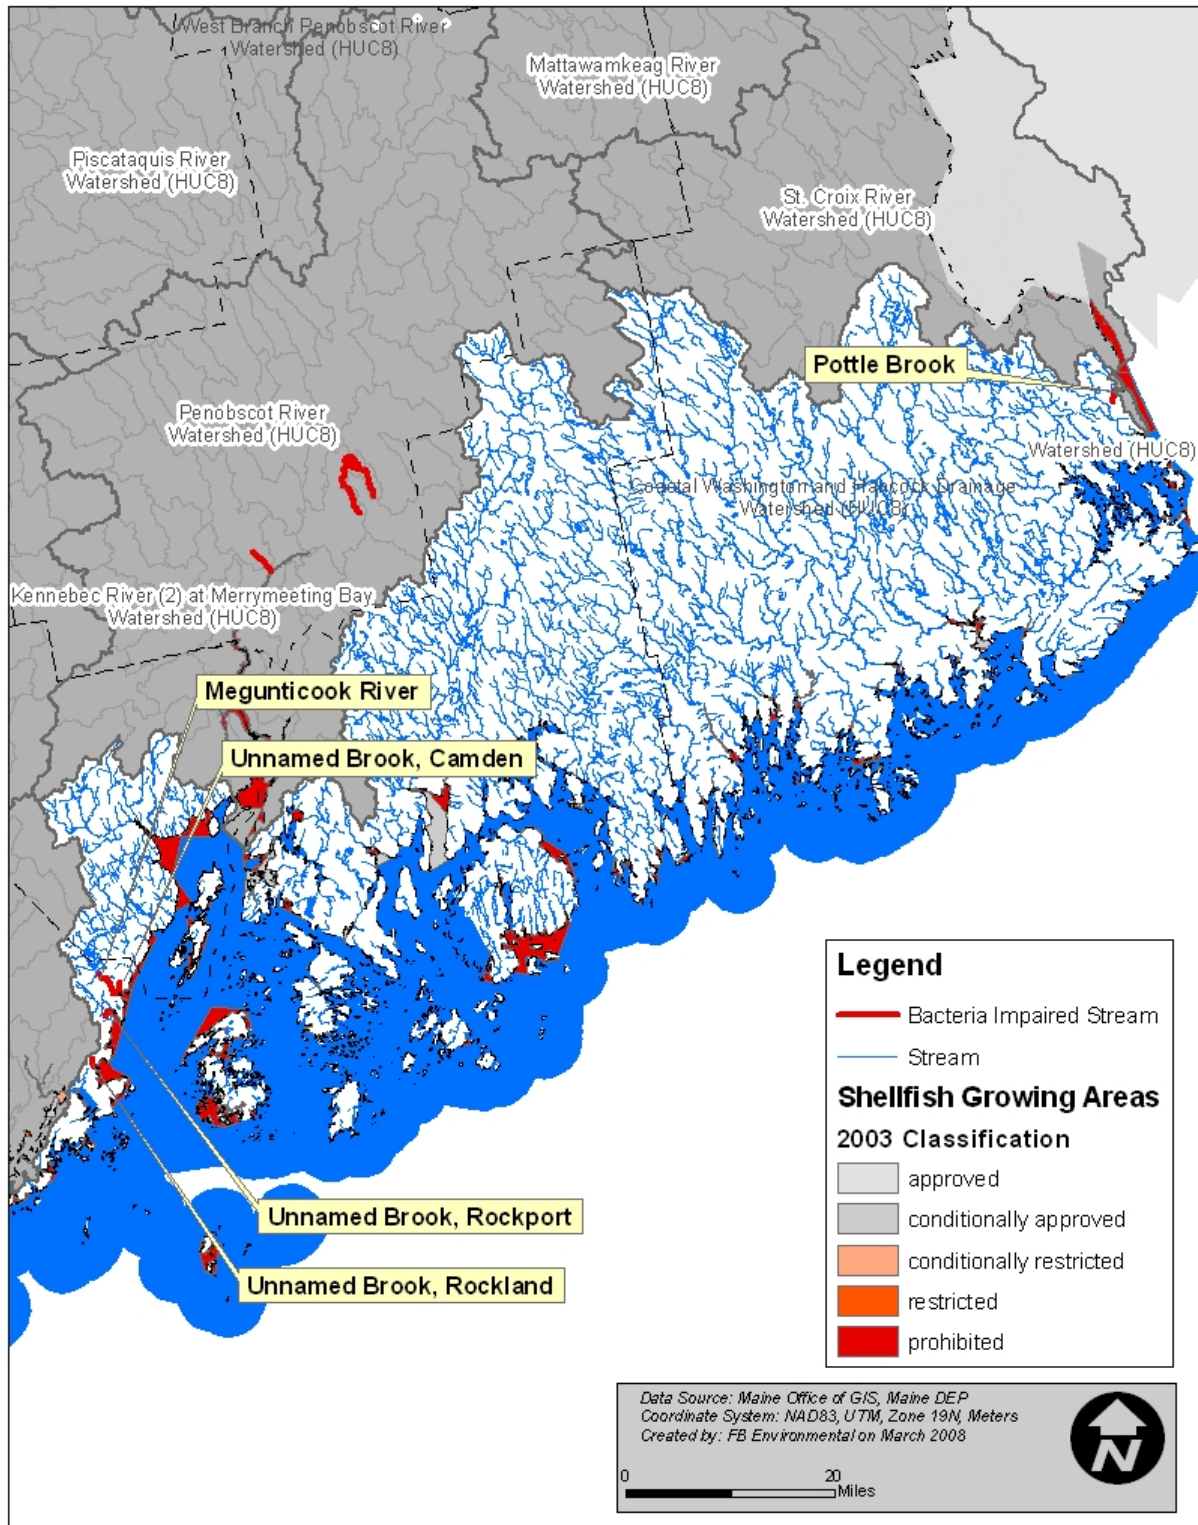 West Branch Penobscot River
Watershed (HUC8)
Mattawamkeag River
Watershed (HUC8)
Piscataquis River
Watershed (HUC8)
St. Croix River
Watershed (HUC8)
Pottle Brook
Penobscot River
Watershed (HUC8)
Watershed (HUC8)
Coastal Washington and Hancock Drainage
Watershed (HUC8)
Kennebec River (2) at Merrymeeting Bay
Watershed (HUC8)
Megunticook River
Unnamed Brook, Camden
Unnamed Brook, Rockport
Unnamed Brook, Rockland
Legend
Bacteria Impaired Stream
Stream
Shellfish Growing Areas
2003 Classification
approved
conditionally approved
conditionally restricted
restricted
prohibited
Data Source: Maine Office of GIS, Maine DEP
Coordinate System: NAD83, UTM, Zone 19N, Meters
Created by: FB Environmental on March 2008
0 20
Miles
N